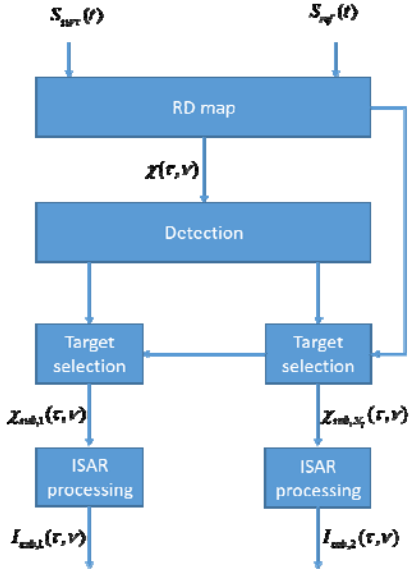 S_surv(t) S_ref(t)
RD map
χ(τ,ν)
Detection
Target selection Target selection
χ_sub,1(τ,ν) χ_sub,N_T(τ,ν)
ISAR processing ISAR processing
I_sub,1(τ,ν) I_sub,2(τ,ν)